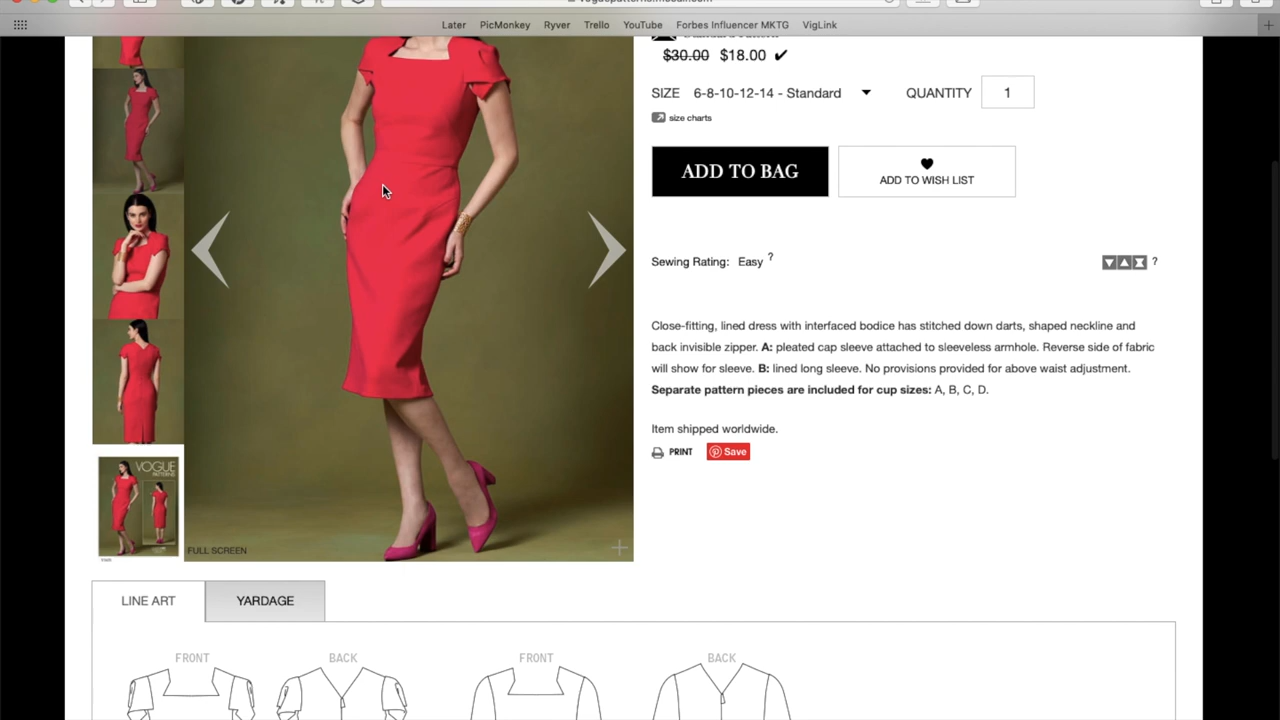 Later PicMonkey Ryver Trello YouTube Forbes Influencer MKTG VigLink
$30.00 $18.00 ✔
SIZE 6-8-10-12-14 - Standard QUANTITY 1
size charts
ADD TO BAG
ADD TO WISH LIST
Sewing Rating: Easy ?
?
Close-fitting, lined dress with interfaced bodice has stitched down darts, shaped neckline and
back invisible zipper. A: pleated cap sleeve attached to sleeveless armhole. Reverse side of fabric
will show for sleeve. B: lined long sleeve. No provisions provided for above waist adjustment.
Separate pattern pieces are included for cup sizes: A, B, C, D.
Item shipped worldwide.
PRINT Save
VOGUE
PATTERNS
FULL SCREEN
LINE ART YARDAGE
FRONT BACK FRONT BACK